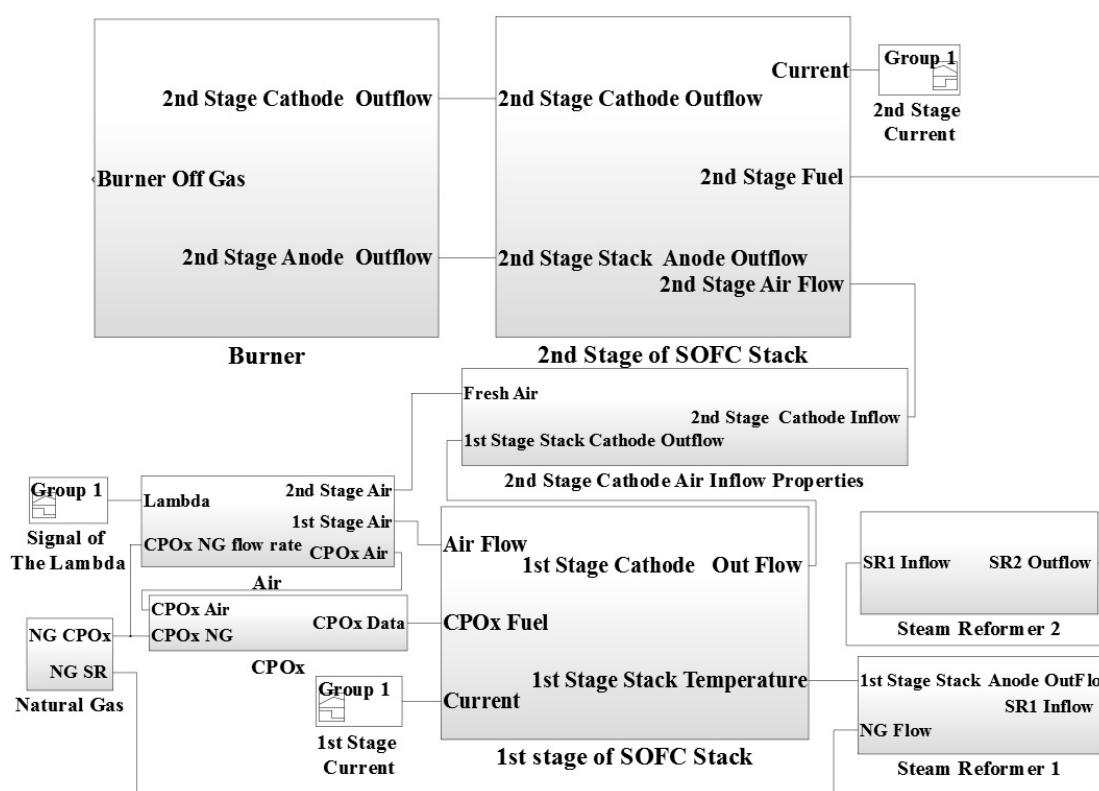 Group 1
Current
2nd Stage
Current
2nd Stage Cathode Outflow
2nd Stage Cathode Outflow
Burner Off Gas
2nd Stage Fuel
2nd Stage Anode Outflow
2nd Stage Stack Anode Outflow
2nd Stage Air Flow
Burner
2nd Stage of SOFC Stack
Fresh Air
2nd Stage Cathode Inflow
1st Stage Stack Cathode Outflow
2nd Stage Cathode Air Inflow Properties
Group 1
Signal of
The Lambda
Lambda
2nd Stage Air
1st Stage Air
CPOx NG flow rate
CPOx Air
Air
Air Flow
1st Stage Cathode Out Flow
CPOx Fuel
1st Stage Stack Temperature
Current
1st stage of SOFC Stack
SR1 Inflow
SR2 Outflow
Steam Reformer 2
CPOx Air
CPOx Data
CPOx NG
CPOx
NG CPOx
NG SR
Natural Gas
Group 1
1st Stage
Current
1st Stage Stack Anode OutFlo
SR1 Inflow
NG Flow
Steam Reformer 1